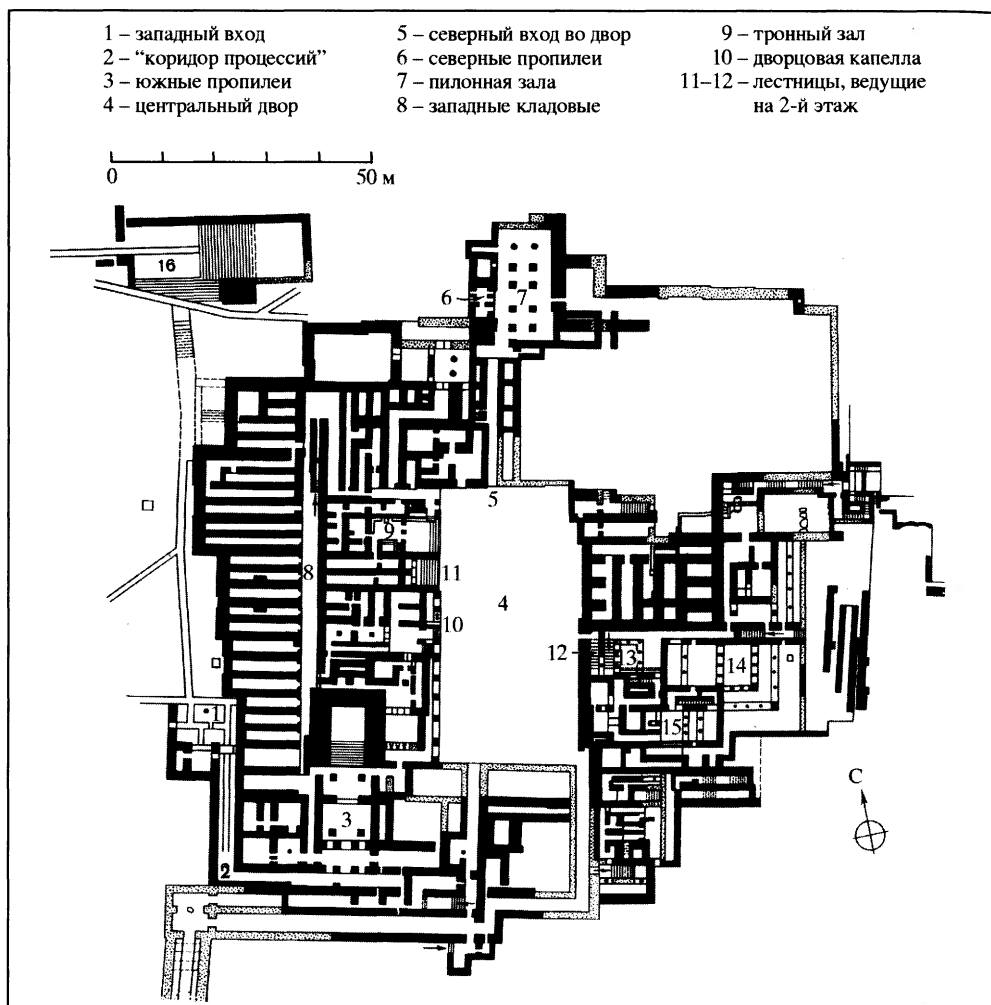 1 – западный вход
2 – “коридор процессий”
3 – южные пропилеи
4 – центральный двор
5 – северный вход во двор
6 – северные пропилеи
7 – пилонная зала
8 – западные кладовые
9 – тронный зал
10 – дворцовая капелла
11–12 – лестницы, ведущие
на 2-й этаж
0 50 м
16
6
7
5
9
8
11
4
10
12
3
14
1
15
С
3
2